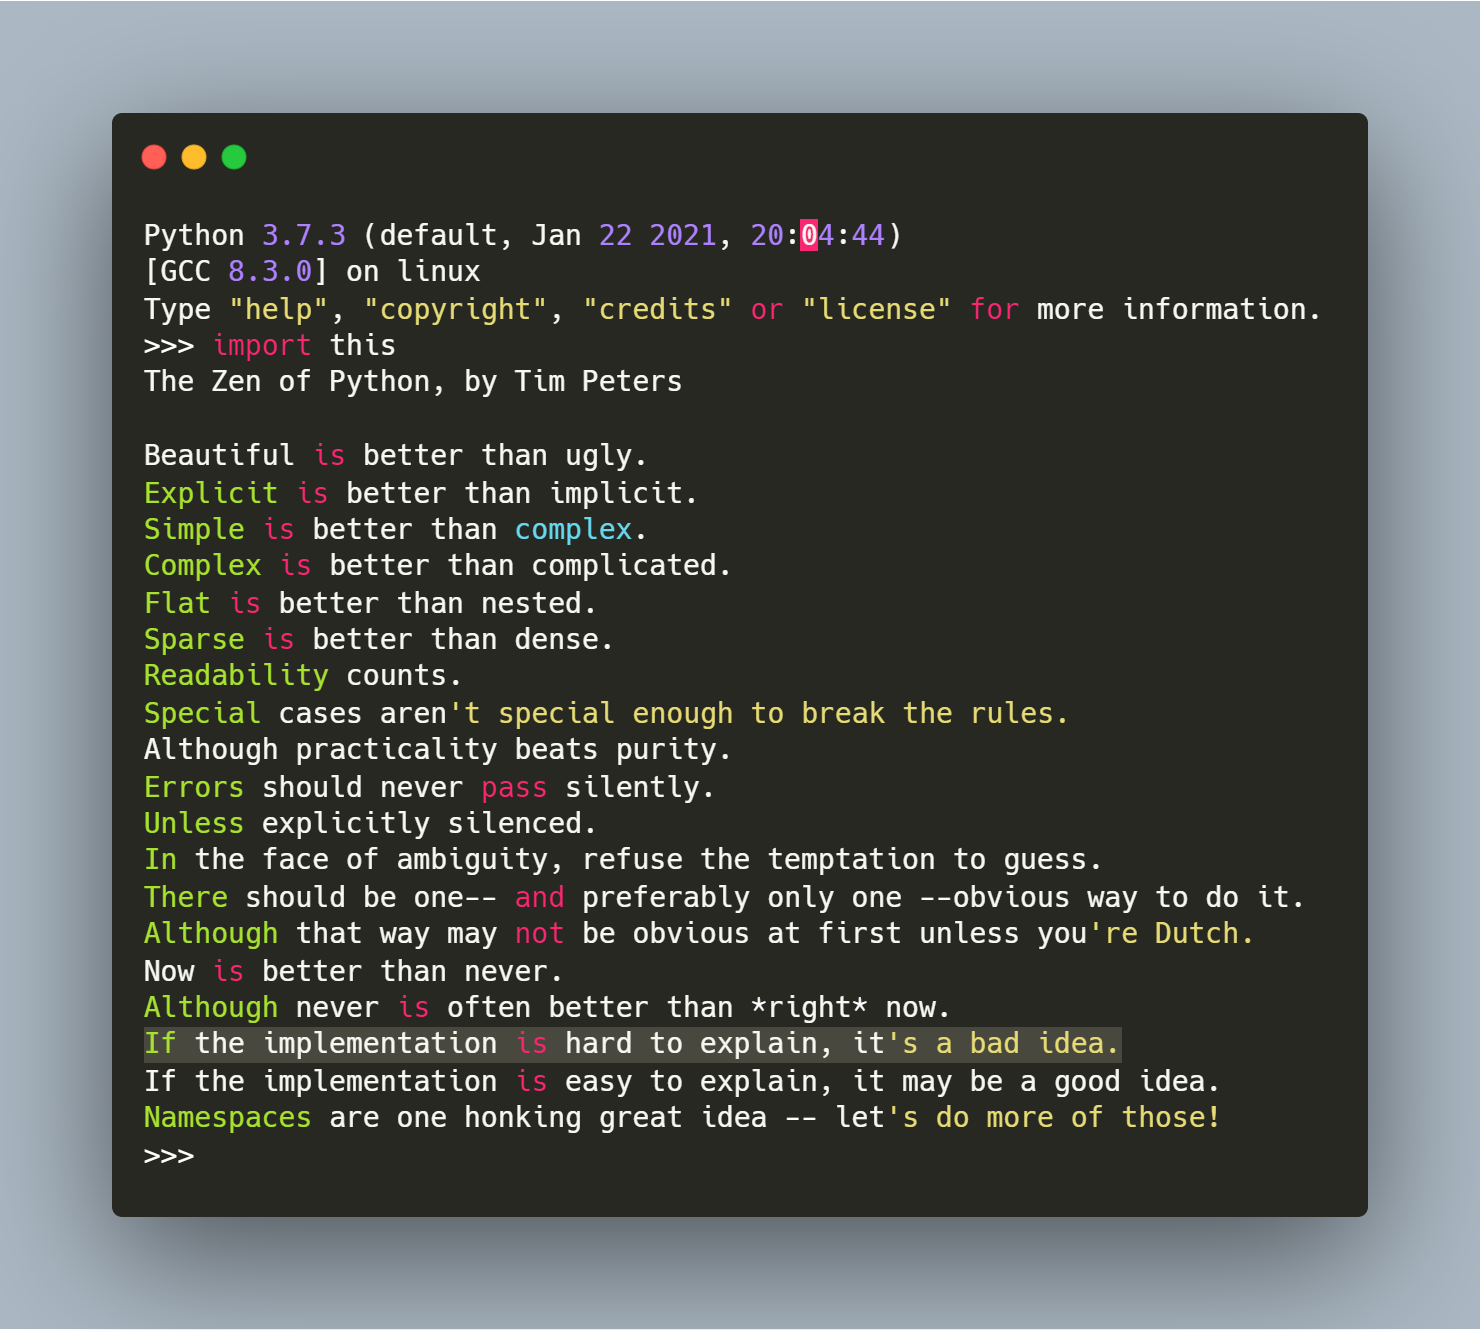 Python 3.7.3 (default, Jan 22 2021, 20:04:44)
[GCC 8.3.0] on linux
Type "help", "copyright", "credits" or "license" for more information.
>>> import this
The Zen of Python, by Tim Peters

Beautiful is better than ugly.
Explicit is better than implicit.
Simple is better than complex.
Complex is better than complicated.
Flat is better than nested.
Sparse is better than dense.
Readability counts.
Special cases aren't special enough to break the rules.
Although practicality beats purity.
Errors should never pass silently.
Unless explicitly silenced.
In the face of ambiguity, refuse the temptation to guess.
There should be one-- and preferably only one --obvious way to do it.
Although that way may not be obvious at first unless you're Dutch.
Now is better than never.
Although never is often better than *right* now.
If the implementation is hard to explain, it's a bad idea.
If the implementation is easy to explain, it may be a good idea.
Namespaces are one honking great idea -- let's do more of those!
>>>